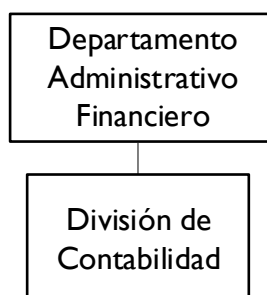 Departamento
Administrativo
Financiero
División de
Contabilidad